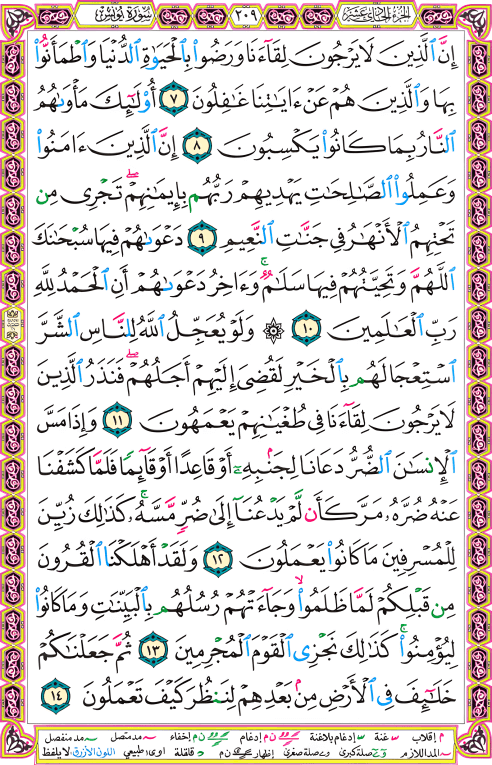 الجزء الحادي عشر ٢٠٩ سورة يونس
إِنَّ ٱلَّذِينَ لَا يَرْجُونَ لِقَآءَنَا وَرَضُوا۟ بِٱلْحَيَوٰةِ ٱلدُّنْيَا وَٱطْمَأَنُّوا۟
بِهَا وَٱلَّذِينَ هُمْ عَنْ ءَايَٰتِنَا غَٰفِلُونَ ٧ أُو۟لَٰٓئِكَ مَأْوَىٰهُمُ
ٱلنَّارُ بِمَا كَانُوا۟ يَكْسِبُونَ ٨ إِنَّ ٱلَّذِينَ ءَامَنُوا۟
وَعَمِلُوا۟ ٱلصَّٰلِحَٰتِ يَهْدِيهِمْ رَبُّهُم بِإِيمَٰنِهِمْ ۖ تَجْرِى مِن
تَحْتِهِمُ ٱلْأَنْهَٰرُ فِى جَنَّٰتِ ٱلنَّعِيمِ ٩ دَعْوَىٰهُمْ فِيهَا سُبْحَٰنَكَ
ٱللَّهُمَّ وَتَحِيَّتُهُمْ فِيهَا سَلَٰمٌ ۚ وَءَاخِرُ دَعْوَىٰهُمْ أَنِ ٱلْحَمْدُ لِلَّهِ
رَبِّ ٱلْعَٰلَمِينَ ١٠ ۞ وَلَوْ يُعَجِّلُ ٱللَّهُ لِلنَّاسِ ٱلشَّرَّ
ٱسْتِعْجَالَهُم بِٱلْخَيْرِ لَقُضِىَ إِلَيْهِمْ أَجَلُهُمْ ۖ فَنَذَرُ ٱلَّذِينَ
لَا يَرْجُونَ لِقَآءَنَا فِى طُغْيَٰنِهِمْ يَعْمَهُونَ ١١ وَإِذَا مَسَّ
ٱلْإِنسَٰنَ ٱلضُّرُّ دَعَانَا لِجَنۢبِهِۦٓ أَوْ قَاعِدًا أَوْ قَآئِمًا فَلَمَّا كَشَفْنَا
عَنْهُ ضُرَّهُۥ مَرَّ كَأَن لَّمْ يَدْعُنَآ إِلَىٰ ضُرٍّ مَّسَّهُۥ ۚ كَذَٰلِكَ زُيِّنَ
لِلْمُسْرِفِينَ مَا كَانُوا۟ يَعْمَلُونَ ١٢ وَلَقَدْ أَهْلَكْنَا ٱلْقُرُونَ
مِن قَبْلِكُمْ لَمَّا ظَلَمُوا۟ ۙ وَجَآءَتْهُمْ رُسُلُهُم بِٱلْبَيِّنَٰتِ وَمَا كَانُوا۟
لِيُؤْمِنُوا۟ ۚ كَذَٰلِكَ نَجْزِى ٱلْقَوْمَ ٱلْمُجْرِمِينَ ١٣ ثُمَّ جَعَلْنَٰكُمْ
خَلَٰٓئِفَ فِى ٱلْأَرْضِ مِنۢ بَعْدِهِمْ لِنَنظُرَ كَيْفَ تَعْمَلُونَ ١٤
م إقلاب غنة إدغام بلاغنة ن م إدغام ن م إخفاء مد متصل مد منفصل
المد اللازم صلة كبرى صلة صغرى إظهار ن م قلقلة ا و ى طبيعي اللون الأزرق لا يلفظ